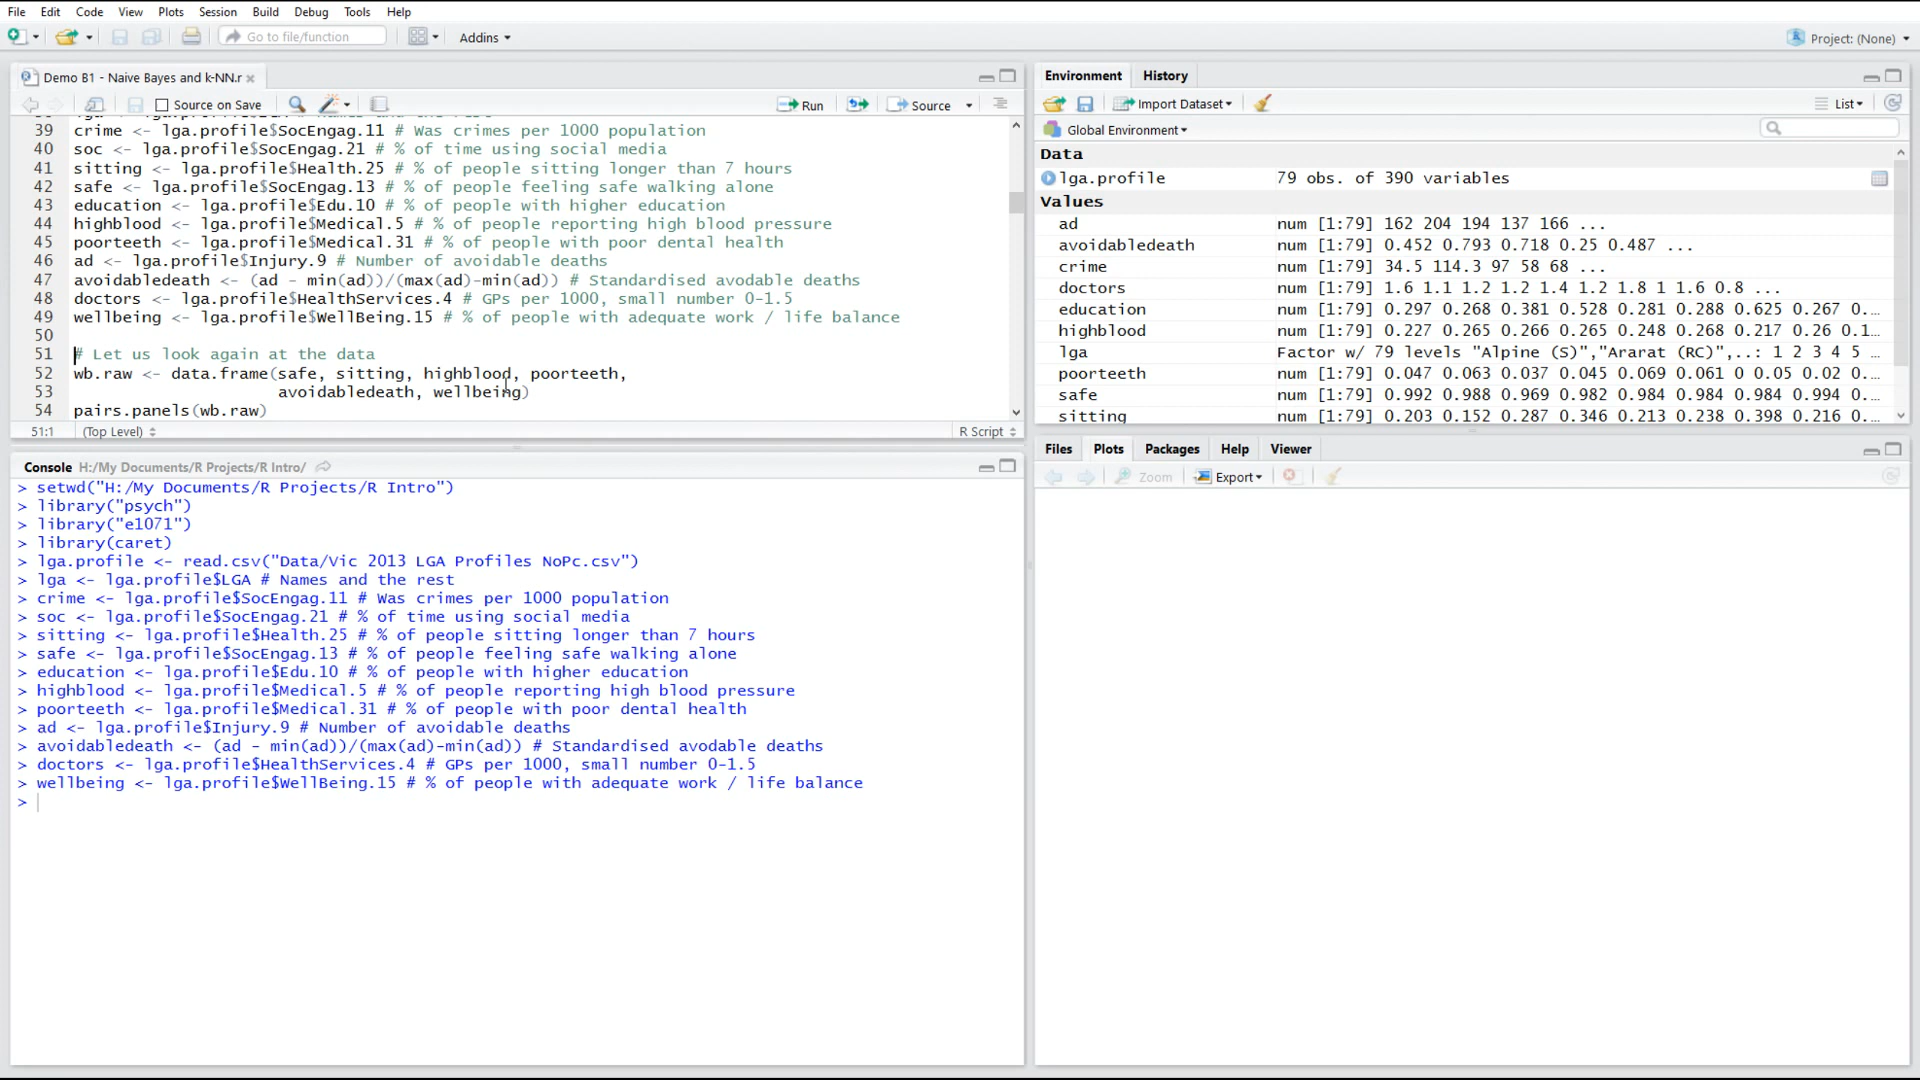 File Edit Code View Plots Session Build Debug Tools Help
Go to file/function Addins Project: (None)
Demo B1 - Naive Bayes and k-NN.r
Source on Save Run Source
39 crime <- lga.profile$SocEngag.11 # Was crimes per 1000 population
40 soc <- lga.profile$SocEngag.21 # % of time using social media
41 sitting <- lga.profile$Health.25 # % of people sitting longer than 7 hours
42 safe <- lga.profile$SocEngag.13 # % of people feeling safe walking alone
43 education <- lga.profile$Edu.10 # % of people with higher education
44 highblood <- lga.profile$Medical.5 # % of people reporting high blood pressure
45 poorteeth <- lga.profile$Medical.31 # % of people with poor dental health
46 ad <- lga.profile$Injury.9 # Number of avoidable deaths
47 avoidabledeath <- (ad - min(ad))/(max(ad)-min(ad)) # Standardised avodable deaths
48 doctors <- lga.profile$HealthServices.4 # GPs per 1000, small number 0-1.5
49 wellbeing <- lga.profile$WellBeing.15 # % of people with adequate work / life balance
50
51 # Let us look again at the data
52 wb.raw <- data.frame(safe, sitting, highblood, poorteeth,
53 avoidabledeath, wellbeing)
54 pairs.panels(wb.raw)
51:1 (Top Level) R Script
Console H:/My Documents/R Projects/R Intro/
> setwd("H:/My Documents/R Projects/R Intro")
> library("psych")
> library("e1071")
> library(caret)
> lga.profile <- read.csv("Data/Vic 2013 LGA Profiles NoPc.csv")
> lga <- lga.profile$LGA # Names and the rest
> crime <- lga.profile$SocEngag.11 # Was crimes per 1000 population
> soc <- lga.profile$SocEngag.21 # % of time using social media
> sitting <- lga.profile$Health.25 # % of people sitting longer than 7 hours
> safe <- lga.profile$SocEngag.13 # % of people feeling safe walking alone
> education <- lga.profile$Edu.10 # % of people with higher education
> highblood <- lga.profile$Medical.5 # % of people reporting high blood pressure
> poorteeth <- lga.profile$Medical.31 # % of people with poor dental health
> ad <- lga.profile$Injury.9 # Number of avoidable deaths
> avoidabledeath <- (ad - min(ad))/(max(ad)-min(ad)) # Standardised avodable deaths
> doctors <- lga.profile$HealthServices.4 # GPs per 1000, small number 0-1.5
> wellbeing <- lga.profile$WellBeing.15 # % of people with adequate work / life balance
>
Environment History
Import Dataset List
Global Environment
Data
lga.profile 79 obs. of 390 variables
Values
ad num [1:79] 162 204 194 137 166 ...
avoidabledeath num [1:79] 0.452 0.793 0.718 0.25 0.487 ...
crime num [1:79] 34.5 114.3 97 58 68 ...
doctors num [1:79] 1.6 1.1 1.2 1.2 1.4 1.2 1.8 1 1.6 0.8 ...
education num [1:79] 0.297 0.268 0.381 0.528 0.281 0.288 0.625 0.267 0...
highblood num [1:79] 0.227 0.265 0.266 0.265 0.248 0.268 0.217 0.26 0.1...
lga Factor w/ 79 levels "Alpine (S)","Ararat (RC)",..: 1 2 3 4 5 ...
poorteeth num [1:79] 0.047 0.063 0.037 0.045 0.069 0.061 0 0.05 0.02 0...
safe num [1:79] 0.992 0.988 0.969 0.982 0.984 0.984 0.984 0.994 0...
sitting num [1:79] 0.203 0.152 0.287 0.346 0.213 0.238 0.398 0.216 0...
Files Plots Packages Help Viewer
Zoom Export